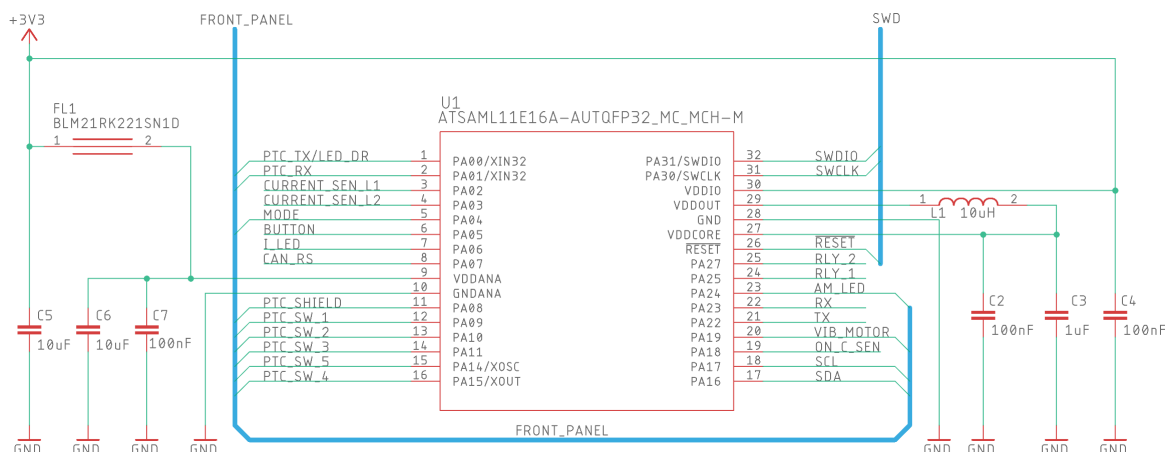 +3V3
FRONT_PANEL
SWD
FL1
BLM21RK221SN1D
1 2
U1
ATSAML11E16A-AUTQFP32_MC_MCH-M
PTC_TX/LED_DR 1 PA00/XIN32 PA31/SWDIO 32 SWDIO
PTC_RX 2 PA01/XIN32 PA30/SWCLK 31 SWCLK
CURRENT_SEN_L1 3 PA02 VDDIO 30
CURRENT_SEN_L2 4 PA03 VDDOUT 29 1 L1 10uH 2
MODE 5 PA04 GND 28
BUTTON 6 PA05 VDDCORE 27
I_LED 7 PA06 RESET 26 RESET
CAN_RS 8 PA07 PA27 25 RLY_2
9 VDDANA PA25 24 RLY_1
10 GNDANA PA24 23 AM_LED
PTC_SHIELD 11 PA08 PA23 22 RX
PTC_SW_1 12 PA09 PA22 21 TX
PTC_SW_2 13 PA10 PA19 20 VIB_MOTOR
PTC_SW_3 14 PA11 PA18 19 ON_C_SEN
PTC_SW_5 15 PA14/XOSC PA17 18 SCL
PTC_SW_4 16 PA15/XOUT PA16 17 SDA
C5 C6 C7 C2 C3 C4
10uF 10uF 100nF 100nF 1uF 100nF
FRONT_PANEL
GND GND GND GND GND GND GND GND